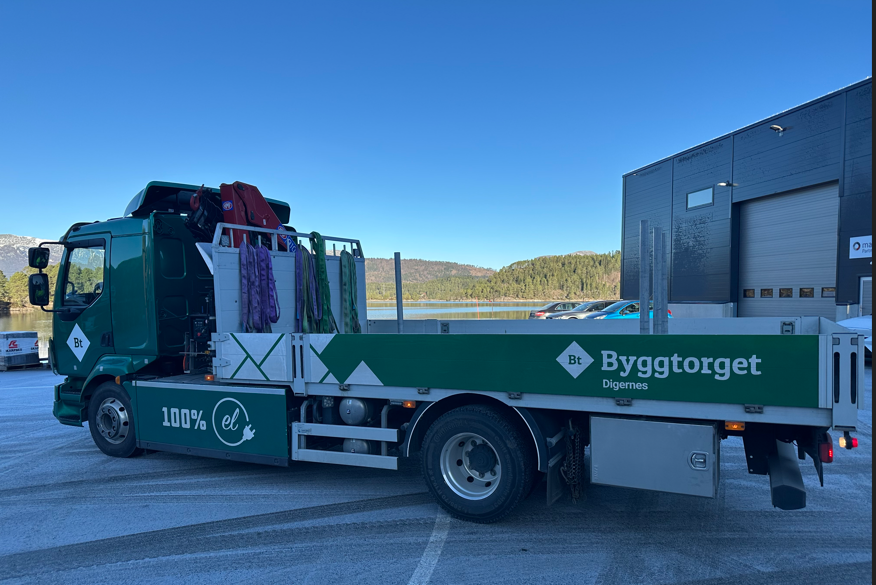 Bt
100% el
Bt Byggtorget
Digernes